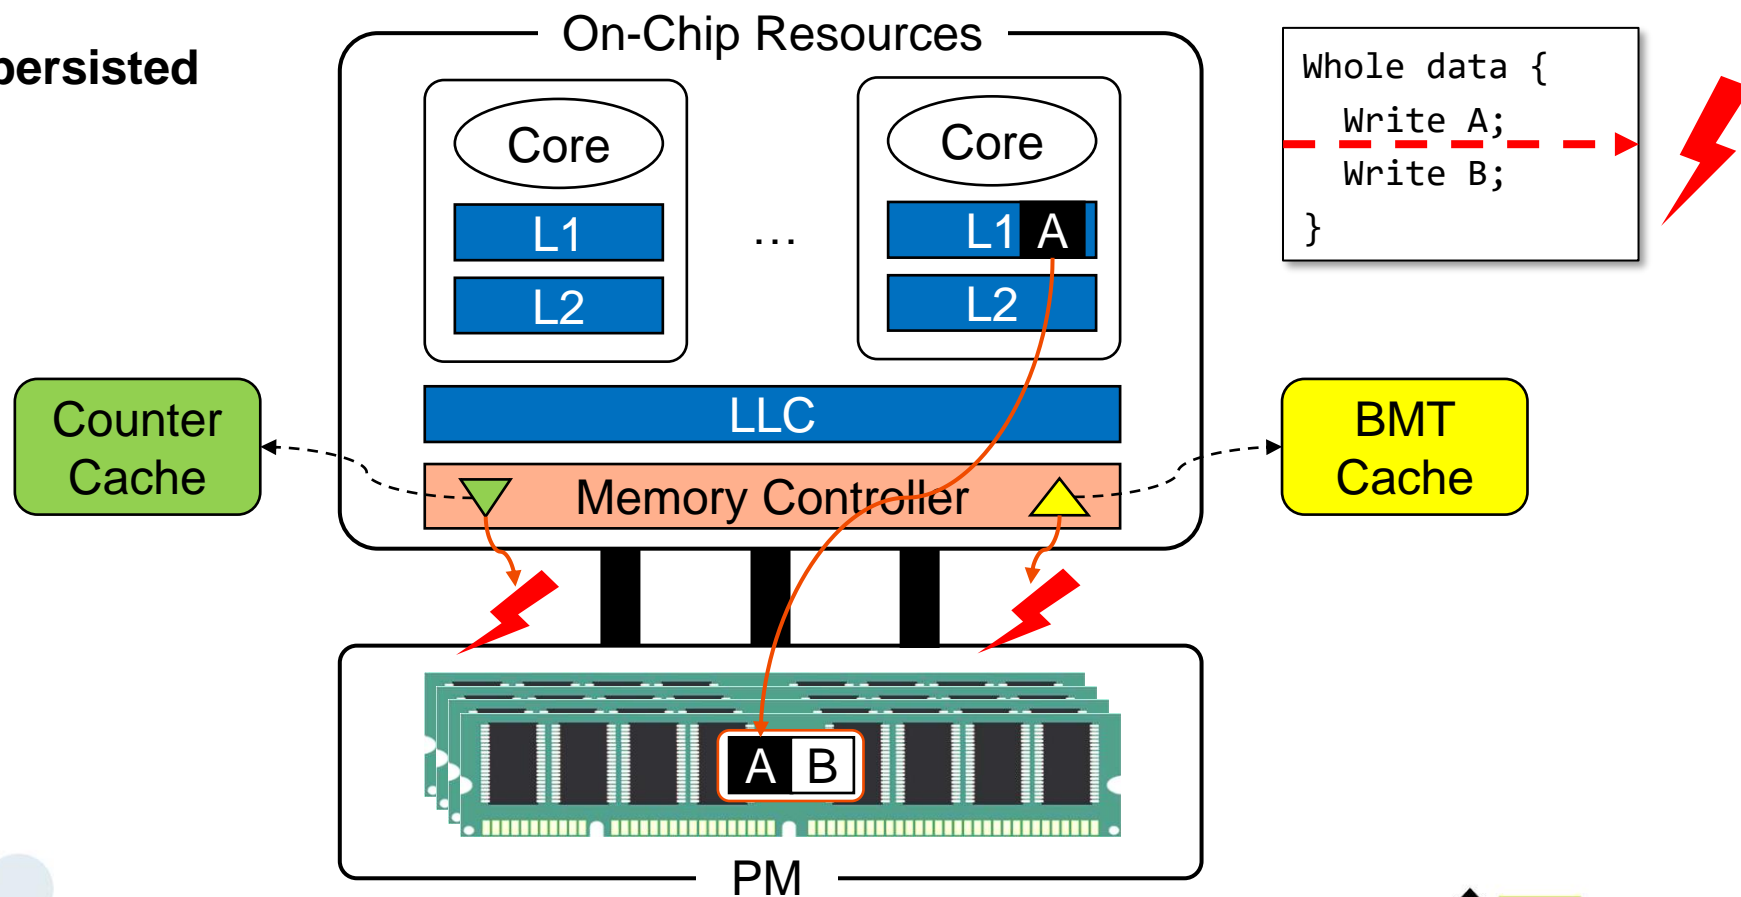 persisted
On-Chip Resources
Core
L1
L2
...
Core
L1 A
L2
LLC
Memory Controller
Counter
Cache
BMT
Cache
Whole data {
Write A;
Write B;
}
A B
PM